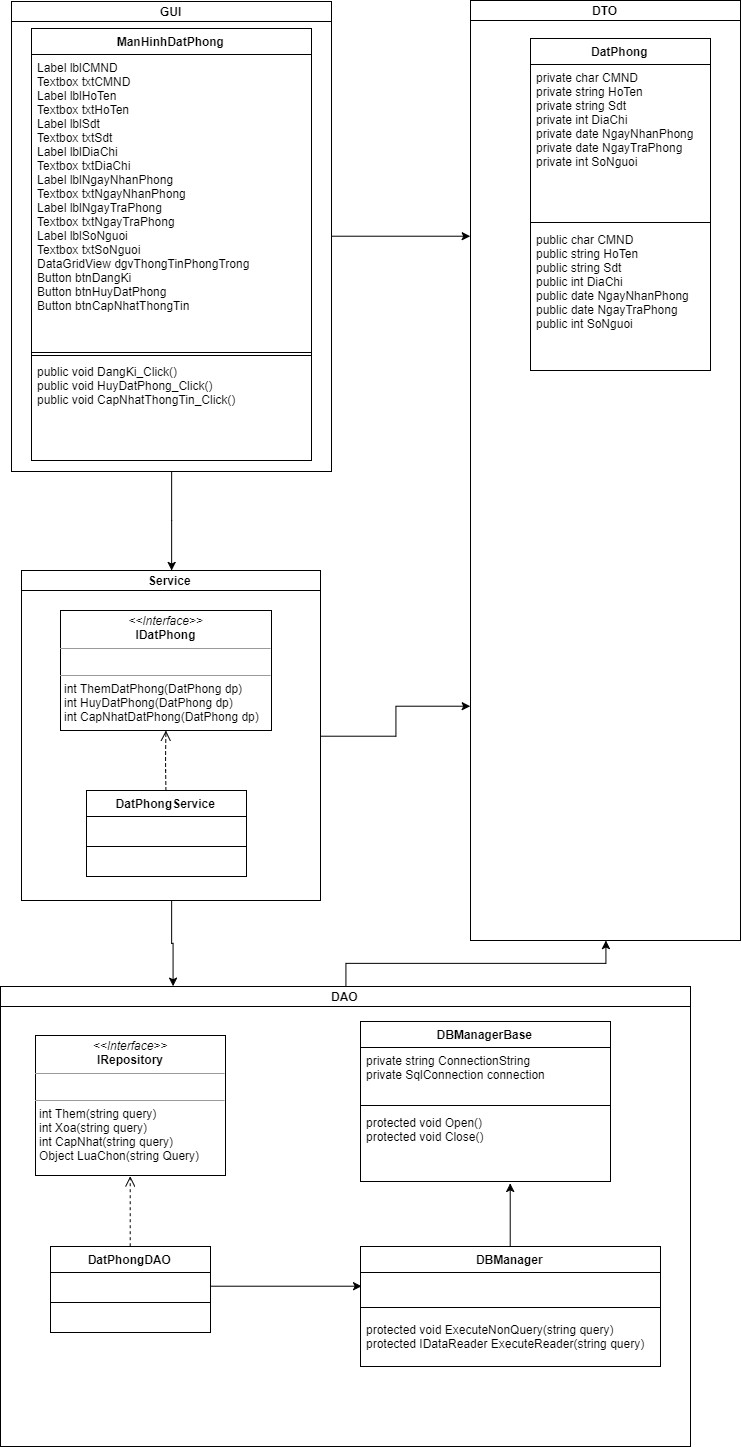 GUI
ManHinhDatPhong
Label lblCMND
Textbox txtCMND
Label lblHoTen
Textbox txtHoTen
Label lblSdt
Textbox txtSdt
Label lblDiaChi
Textbox txtDiaChi
Label lblNgayNhanPhong
Textbox txtNgayNhanPhong
Label lblNgayTraPhong
Textbox txtNgayTraPhong
Label lblSoNguoi
Textbox txtSoNguoi
DataGridView dgvThongTinPhongTrong
Button btnDangKi
Button btnHuyDatPhong
Button btnCapNhatThongTin
public void DangKi_Click()
public void HuyDatPhong_Click()
public void CapNhatThongTin_Click()
DTO
DatPhong
private char CMND
private string HoTen
private string Sdt
private int DiaChi
private date NgayNhanPhong
private date NgayTraPhong
private int SoNguoi
public char CMND
public string HoTen
public string Sdt
public int DiaChi
public date NgayNhanPhong
public date NgayTraPhong
public int SoNguoi
Service
<<Interface>>
IDatPhong
int ThemDatPhong(DatPhong dp)
int HuyDatPhong(DatPhong dp)
int CapNhatDatPhong(DatPhong dp)
DatPhongService
DAO
<<Interface>>
IRepository
int Them(string query)
int Xoa(string query)
int CapNhat(string query)
Object LuaChon(string Query)
DBManagerBase
private string ConnectionString
private SqlConnection connection
protected void Open()
protected void Close()
DatPhongDAO
DBManager
protected void ExecuteNonQuery(string query)
protected IDataReader ExecuteReader(string query)